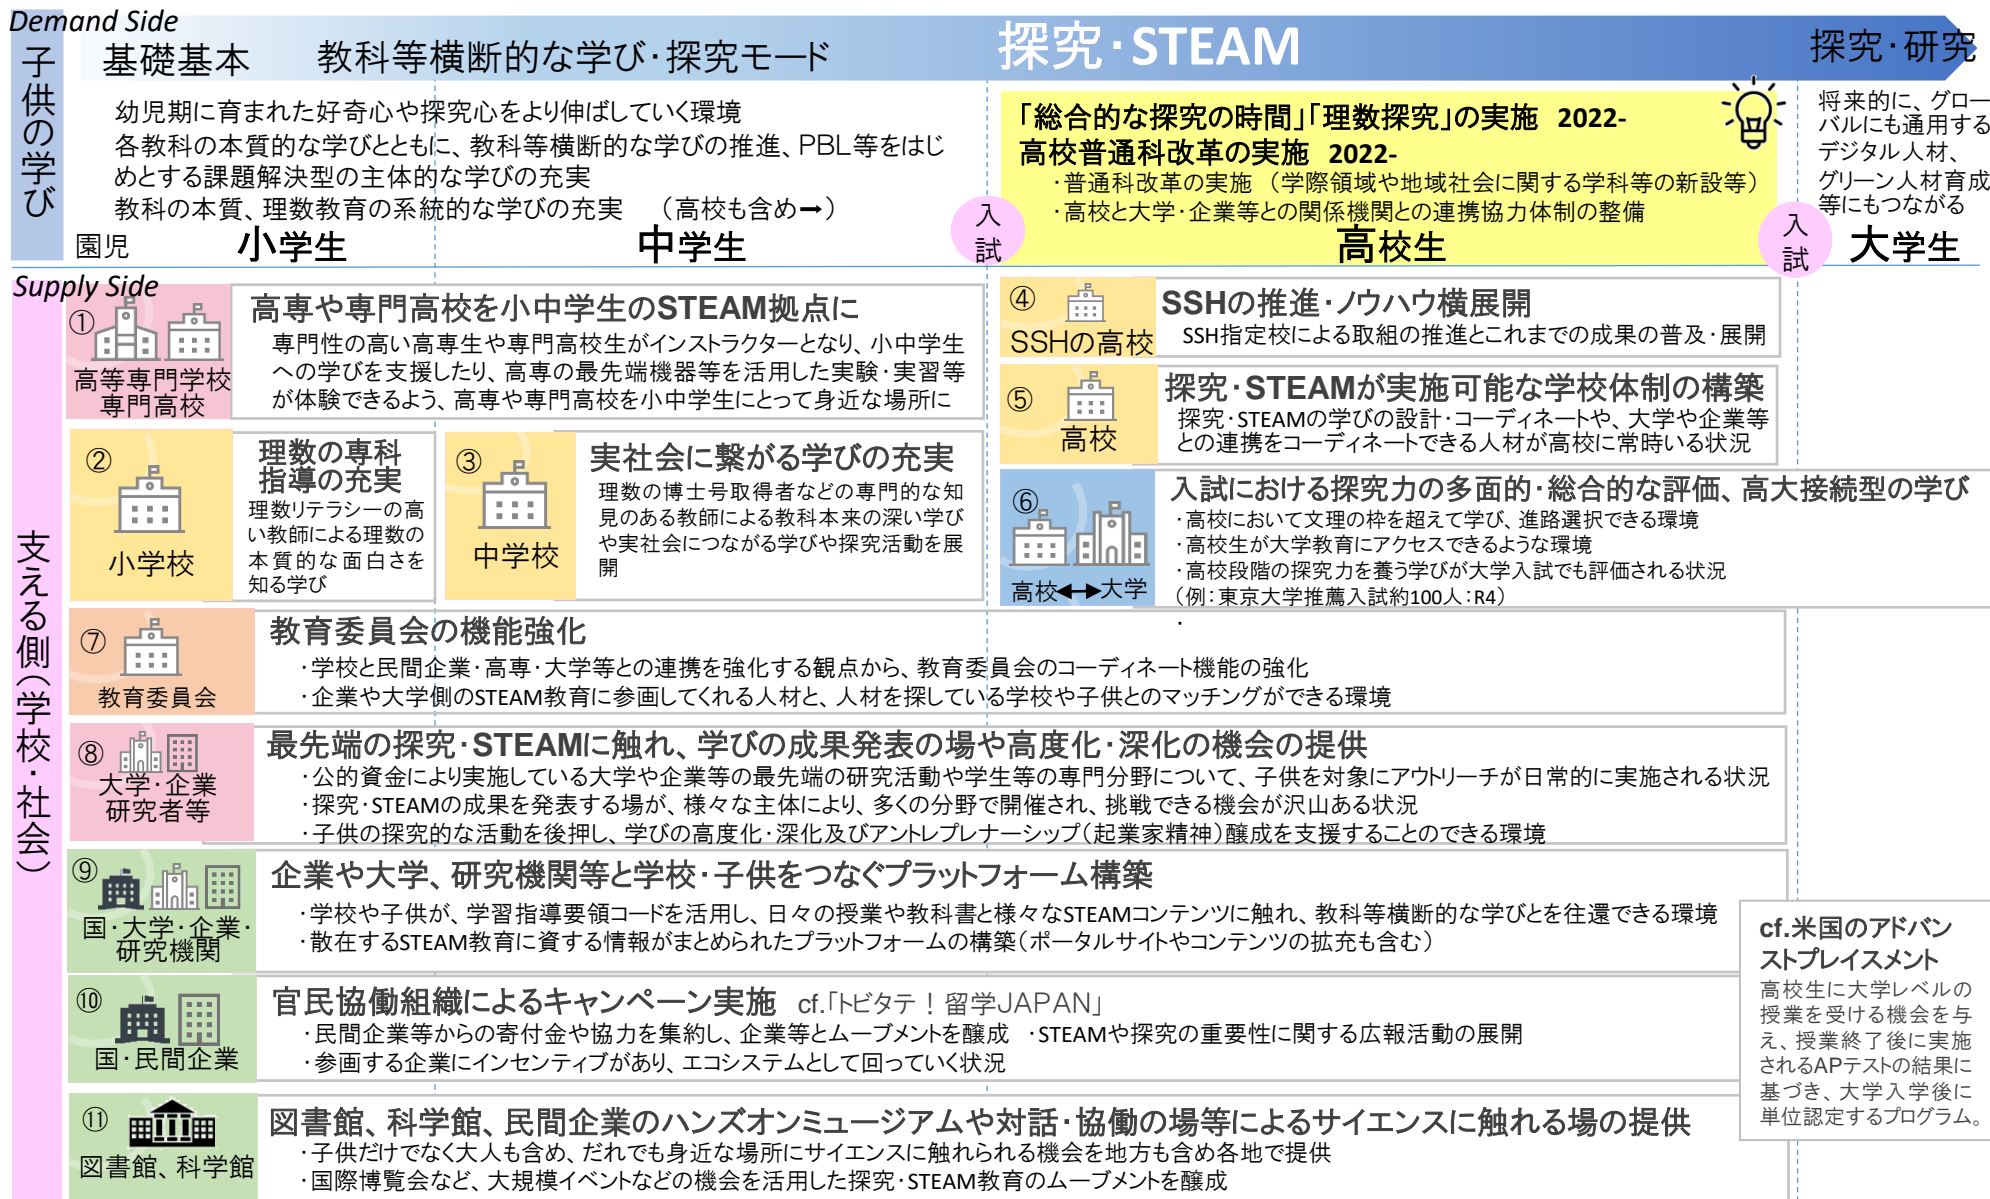 Demand Side
子供の学び
基礎基本 教科等横断的な学び・探究モード
探究・STEAM
探究・研究
幼児期に育まれた好奇心や探究心をより伸ばしていく環境
各教科の本質的な学びとともに、教科等横断的な学びの推進、PBL等をはじ
めとする課題解決型の主体的な学びの充実
教科の本質、理数教育の系統的な学びの充実 （高校も含め➞）
園児
小学生
中学生
入試
「総合的な探究の時間」「理数探究」の実施 2022-
高校普通科改革の実施 2022-
・普通科改革の実施 （学際領域や地域社会に関する学科等の新設等）
・高校と大学・企業等との関係機関との連携協力体制の整備
高校生
入試
将来的に、グロー
バルにも通用する
デジタル人材、
グリーン人材育成
等にもつながる
大学生
Supply Side
支える側（学校・社会）
①
高等専門学校
専門高校
高専や専門高校を小中学生のSTEAM拠点に
専門性の高い高専生や専門高校生がインストラクターとなり、小中学生
への学びを支援したり、高専の最先端機器等を活用した実験・実習等
が体験できるよう、高専や専門高校を小中学生にとって身近な場所に
②
小学校
理数の専科
指導の充実
理数リテラシーの高
い教師による理数の
本質的な面白さを
知る学び
③
中学校
実社会に繋がる学びの充実
理数の博士号取得者などの専門的な知
見のある教師による教科本来の深い学び
や実社会につながる学びや探究活動を展
開
④
SSHの高校
SSHの推進・ノウハウ横展開
SSH指定校による取組の推進とこれまでの成果の普及・展開
⑤
高校
探究・STEAMが実施可能な学校体制の構築
探究・STEAMの学びの設計・コーディネートや、大学や企業等
との連携をコーディネートできる人材が高校に常時いる状況
⑥
高校⟷大学
入試における探究力の多面的・総合的な評価、高大接続型の学び
・高校において文理の枠を超えて学び、進路選択できる環境
・高校生が大学教育にアクセスできるような環境
・高校段階の探究力を養う学びが大学入試でも評価される状況
（例：東京大学推薦入試約100人：R4）
・
⑦
教育委員会
教育委員会の機能強化
・学校と民間企業・高専・大学等との連携を強化する観点から、教育委員会のコーディネート機能の強化
・企業や大学側のSTEAM教育に参画してくれる人材と、人材を探している学校や子供とのマッチングができる環境
⑧
大学・企業
研究者等
最先端の探究・STEAMに触れ、学びの成果発表の場や高度化・深化の機会の提供
・公的資金により実施している大学や企業等の最先端の研究活動や学生等の専門分野について、子供を対象にアウトリーチが日常的に実施される状況
・探究・STEAMの成果を発表する場が、様々な主体により、多くの分野で開催され、挑戦できる機会が沢山ある状況
・子供の探究的な活動を後押し、学びの高度化・深化及びアントレプレナーシップ（起業家精神）醸成を支援することのできる環境
⑨
国・大学・企業・
研究機関
企業や大学、研究機関等と学校・子供をつなぐプラットフォーム構築
・学校や子供が、学習指導要領コードを活用し、日々の授業や教科書と様々なSTEAMコンテンツに触れ、教科等横断的な学びとを往還できる環境
・散在するSTEAM教育に資する情報がまとめられたプラットフォームの構築（ポータルサイトやコンテンツの拡充も含む）
⑩
国・民間企業
官民協働組織によるキャンペーン実施 cf.「トビタテ！留学JAPAN」
・民間企業等からの寄付金や協力を集約し、企業等とムーブメントを醸成 ・STEAMや探究の重要性に関する広報活動の展開
・参画する企業にインセンティブがあり、エコシステムとして回っていく状況
cf.米国のアドバン
ストプレイスメント
高校生に大学レベルの
授業を受ける機会を与
え、授業終了後に実施
されるAPテストの結果に
基づき、大学入学後に
単位認定するプログラム。
⑪
図書館、科学館
図書館、科学館、民間企業のハンズオンミュージアムや対話・協働の場等によるサイエンスに触れる場の提供
・子供だけでなく大人も含め、だれでも身近な場所にサイエンスに触れられる機会を地方も含め各地で提供
・国際博覧会など、大規模イベントなどの機会を活用した探究・STEAM教育のムーブメントを醸成